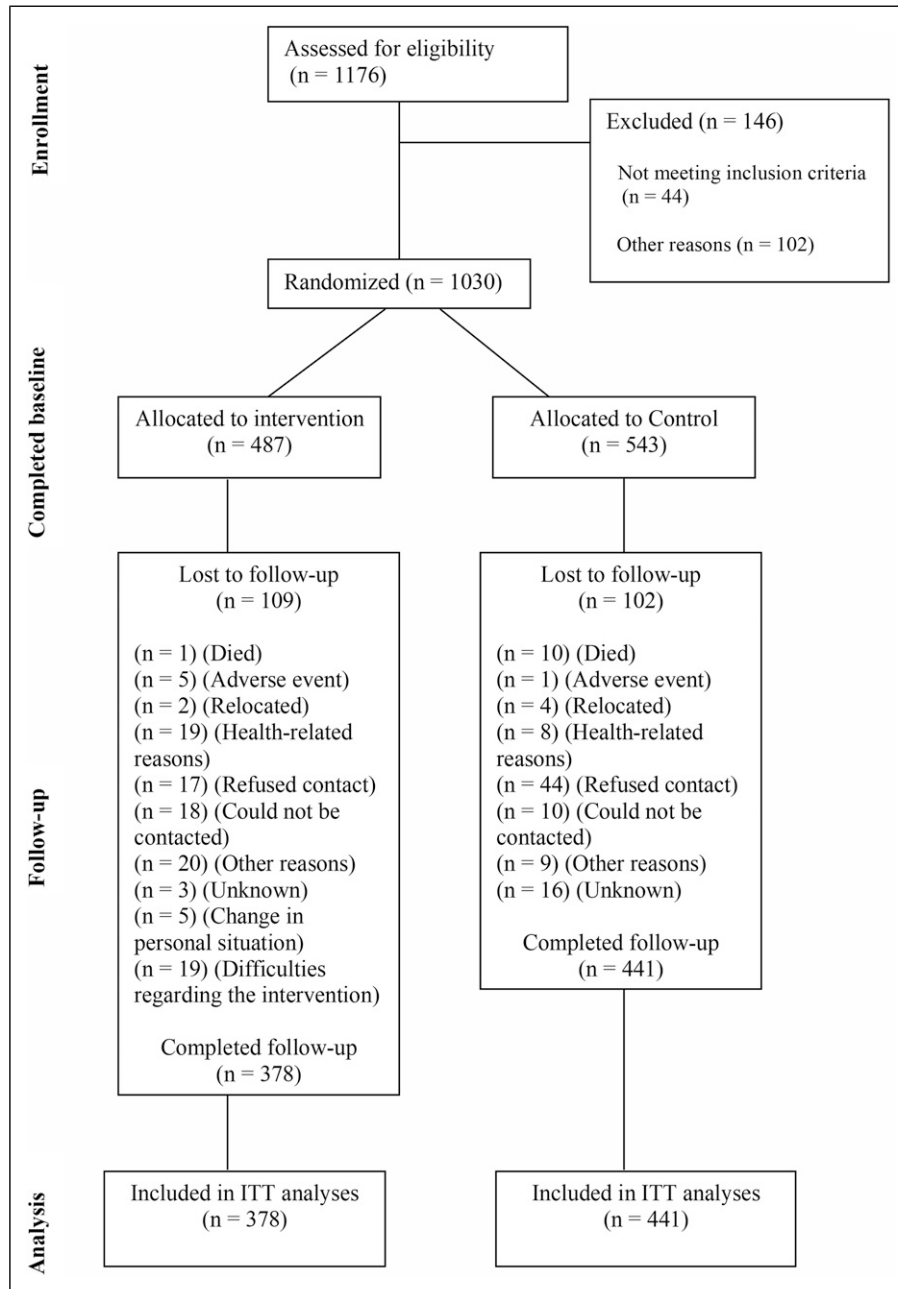 Enrollment
Assessed for eligibility
(n = 1176)
Excluded (n = 146)
Not meeting inclusion criteria
(n = 44)
Other reasons (n = 102)
Randomized (n = 1030)
Completed baseline
Allocated to intervention
(n = 487)
Allocated to Control
(n = 543)
Follow-up
Lost to follow-up
(n = 109)
(n = 1) (Died)
(n = 5) (Adverse event)
(n = 2) (Relocated)
(n = 19) (Health-related
reasons)
(n = 17) (Refused contact)
(n = 18) (Could not be
contacted)
(n = 20) (Other reasons)
(n = 3) (Unknown)
(n = 5) (Change in
personal situation)
(n = 19) (Difficulties
regarding the intervention)
Completed follow-up
(n = 378)
Lost to follow-up
(n = 102)
(n = 10) (Died)
(n = 1) (Adverse event)
(n = 4) (Relocated)
(n = 8) (Health-related
reasons)
(n = 44) (Refused contact)
(n = 10) (Could not be
contacted)
(n = 9) (Other reasons)
(n = 16) (Unknown)
Completed follow-up
(n = 441)
Analysis
Included in ITT analyses
(n = 378)
Included in ITT analyses
(n = 441)